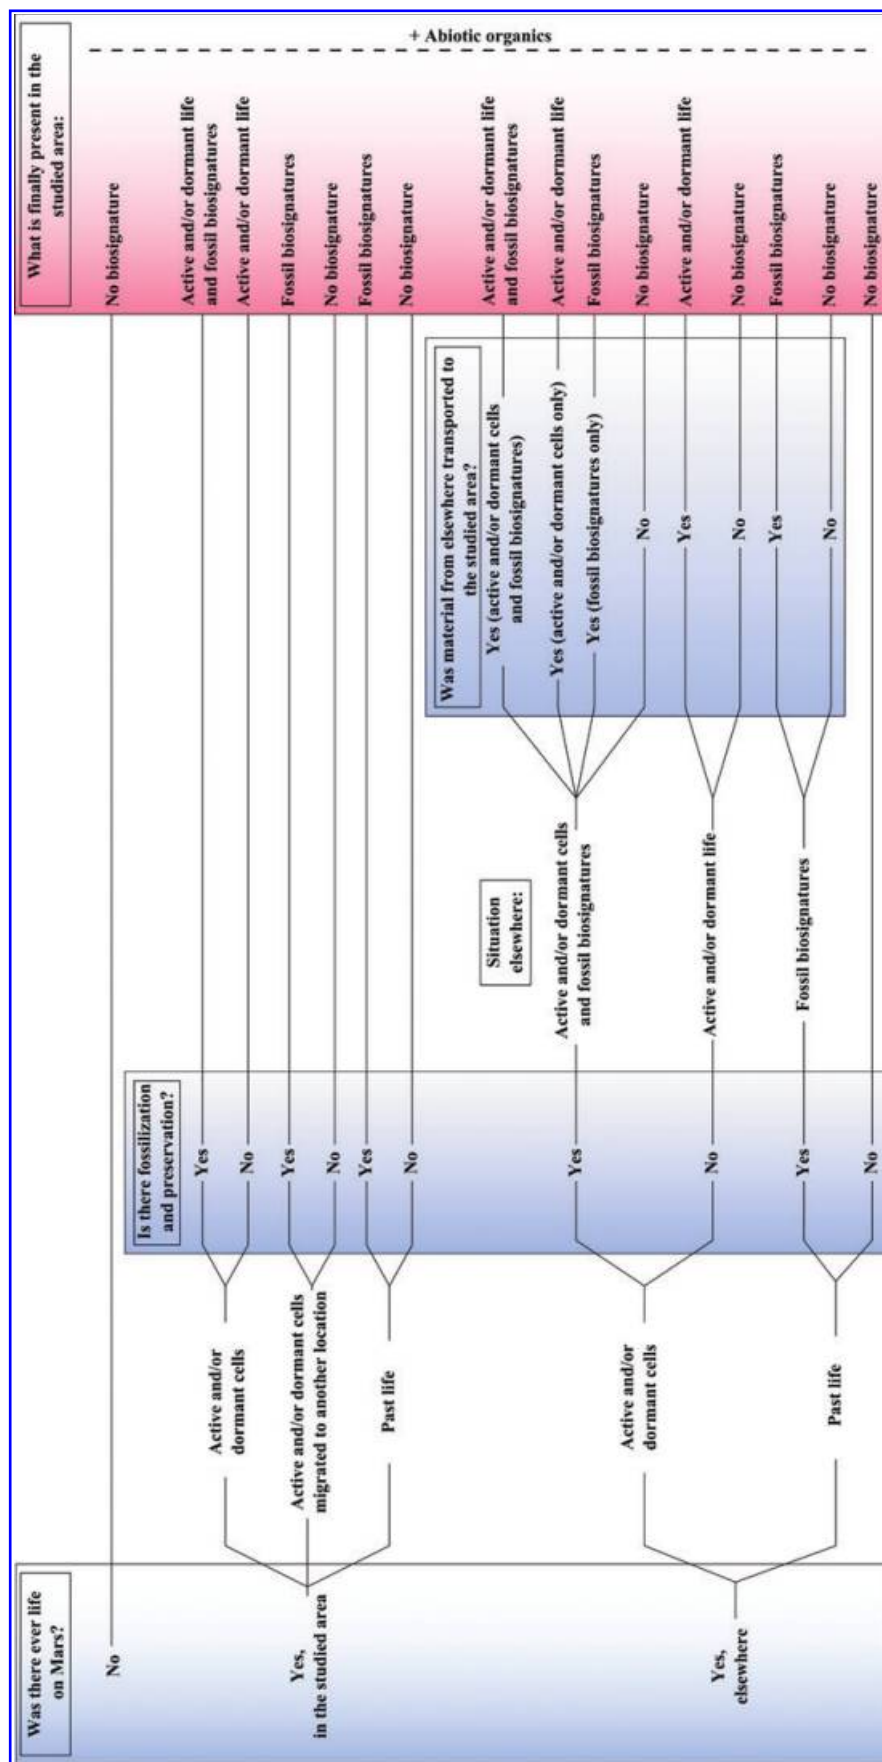 Was there ever life
on Mars?
No
Yes,
in the studied area
Yes,
elsewhere
Active and/or
dormant cells
Active and/or dormant cells
migrated to another location
Past life
Active and/or
dormant cells
Past life
Is there fossilization
and preservation?
Yes
No
Yes
No
Yes
No
Yes
No
Yes
No
Situation
elsewhere:
Active and/or dormant cells
and fossil biosignatures
Active and/or dormant life
Fossil biosignatures
Was material from elsewhere transported to
the studied area?
Yes (active and/or dormant cells
and fossil biosignatures)
Yes (active and/or dormant cells only)
Yes (fossil biosignatures only)
No
Yes
No
Yes
No
What is finally present in the
studied area:
No biosignature
Active and/or dormant life
and fossil biosignatures
Active and/or dormant life
Fossil biosignatures
No biosignature
Fossil biosignatures
No biosignature
Active and/or dormant life
and fossil biosignatures
Active and/or dormant life
Fossil biosignatures
No biosignature
Active and/or dormant life
No biosignature
Fossil biosignatures
No biosignature
No biosignature
+ Abiotic organics